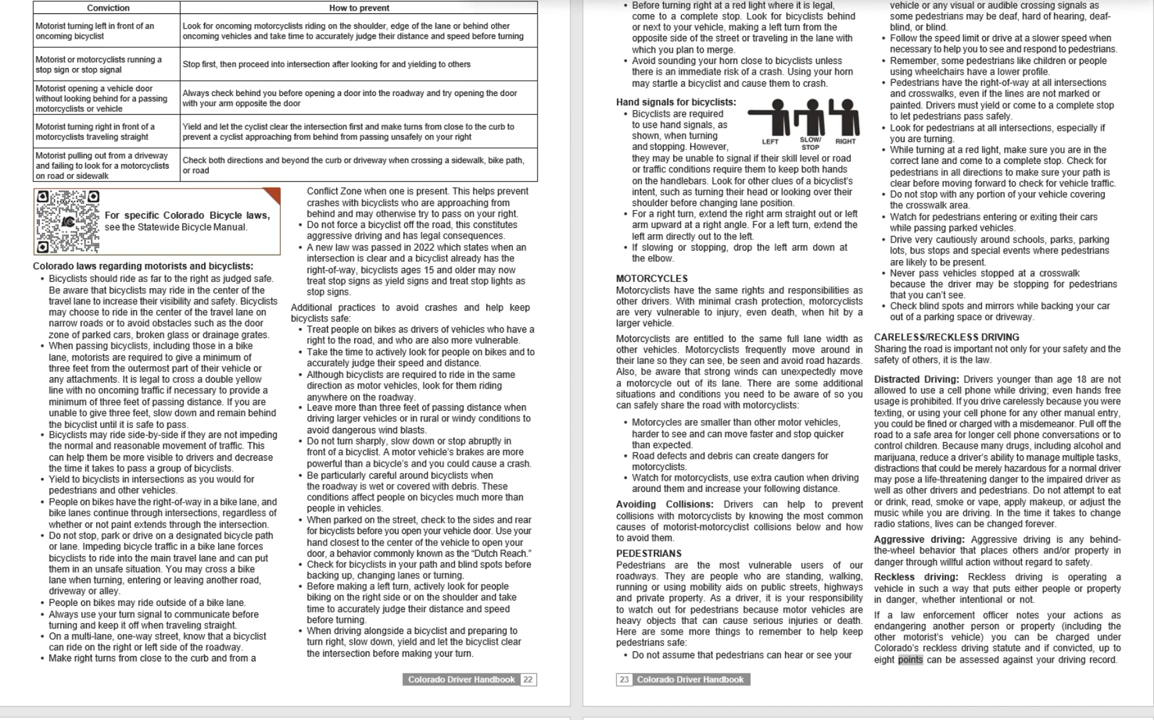 Conviction How to prevent
Motorist turning left in front of an oncoming bicyclist
Look for oncoming motorcyclists riding on the shoulder, edge of the lane or behind other
oncoming vehicles and take time to accurately judge their distance and speed before turning
Motorist or motorcyclists running a
stop sign or stop signal
Stop first, then proceed into intersection after looking for and yielding to others
Motorist opening a vehicle door
without looking behind for a passing
motorcyclists or vehicle
Always check behind you before opening a door into the roadway and try opening the door
with your arm opposite the door
Motorist turning right in front of a
motorcyclists traveling straight
Yield and let the cyclist clear the intersection first and make turns from close to the curb to
prevent a cyclist approaching from behind from passing unsafely on your right
Motorist pulling out from a driveway
and failing to look for a motorcyclists
on road or sidewalk
Check both directions and beyond the curb or driveway when crossing a sidewalk, bike path,
or road
For specific Colorado Bicycle laws,
see the Statewide Bicycle Manual.
Colorado laws regarding motorists and bicyclists:
• Bicyclists should ride as far to the right as judged safe.
Be aware that bicyclists may ride in the center of the
travel lane to increase their visibility and safety. Bicyclists
may choose to ride in the center of the travel lane on
narrow roads or to avoid obstacles such as the door
zone of parked cars, broken glass or drainage grates.
• When passing bicyclists, including those in a bike
lane, motorists are required to give a minimum of
three feet from the outermost part of their vehicle or
any attachments. It is legal to cross a double yellow
line with no oncoming traffic if necessary to provide a
minimum of three feet of passing distance. If you are
unable to give three feet, slow down and remain behind
the bicyclist until it is safe to pass.
• Bicyclists may ride side-by-side if they are not impeding
the normal and reasonable movement of traffic. This
can help them be more visible to drivers and decrease
the time it takes to pass a group of bicyclists.
• Yield to bicyclists in intersections as you would for
pedestrians and other vehicles.
• People on bikes have the right-of-way in a bike lane, and
bike lanes continue through intersections, regardless of
whether or not paint extends through the intersection.
• Do not stop, park or drive on a designated bicycle path
or lane. Impeding bicycle traffic in a bike lane forces
bicyclists to ride into the main travel lane and can put
them in an unsafe situation. You may cross a bike
lane when turning, entering or leaving another road,
driveway or alley.
• People on bikes may ride outside of a bike lane.
• Always use your turn signal to communicate before
turning and keep it off when traveling straight.
• On a multi-lane, one-way street, know that a bicyclist
can ride on the right or left side of the roadway.
• Make right turns from close to the curb and from a
Conflict Zone when one is present. This helps prevent
crashes with bicyclists who are approaching from
behind and may otherwise try to pass on your right.
• Do not force a bicyclist off the road, this constitutes
aggressive driving and has legal consequences.
• A new law was passed in 2022 which states when an
intersection is clear and a bicyclist already has the
right-of-way, bicyclists ages 15 and older may now
treat stop signs as yield signs and treat stop lights as
stop signs.
Additional practices to avoid crashes and help keep
bicyclists safe:
• Treat people on bikes as drivers of vehicles who have a
right to the road, and who are also more vulnerable.
• Take the time to actively look for people on bikes and to
accurately judge their speed and distance.
• Although bicyclists are required to ride in the same
direction as motor vehicles, look for them riding
anywhere on the roadway.
• Leave more than three feet of passing distance when
driving larger vehicles or in rural or windy conditions to
avoid dangerous wind blasts.
• Do not turn sharply, slow down or stop abruptly in
front of a bicyclist. A motor vehicle's brakes are more
powerful than a bicycle's and you could cause a crash.
• Be particularly careful around bicyclists when
the roadway is wet or covered with debris. These
conditions affect people on bicycles much more than
people in vehicles.
• When parked on the street, check to the sides and rear
for bicyclists before you open your vehicle door. Use your
hand closest to the center of the vehicle to open your
door, a behavior commonly known as the “Dutch Reach.”
• Check for bicyclists in your path and blind spots before
backing up, changing lanes or turning.
• Before making a left turn, actively look for people
biking on the right side or on the shoulder and take
time to accurately judge their distance and speed
before turning.
• When driving alongside a bicyclist and preparing to
turn right, slow down, yield and let the bicyclist clear
the intersection before making your turn.
Colorado Driver Handbook 22
• Before turning right at a red light where it is legal,
come to a complete stop. Look for bicyclists behind
or next to your vehicle, making a left turn from the
opposite side of the street or traveling in the lane with
which you plan to merge.
• Avoid sounding your horn close to bicyclists unless
there is an immediate risk of a crash. Using your horn
may startle a bicyclist and cause them to crash.
Hand signals for bicyclists:
• Bicyclists are required
to use hand signals, as
shown, when turning
and stopping. However,
LEFT SLOW/
STOP RIGHT
they may be unable to signal if their skill level or road
or traffic conditions require them to keep both hands
on the handlebars. Look for other clues of a bicyclist's
intent, such as turning their head or looking over their
shoulder before changing lane position.
• For a right turn, extend the right arm straight out or left
arm upward at a right angle. For a left turn, extend the
left arm directly out to the left.
• If slowing or stopping, drop the left arm down at
the elbow.
MOTORCYCLES
Motorcyclists have the same rights and responsibilities as
other drivers. With minimal crash protection, motorcyclists
are very vulnerable to injury, even death, when hit by a
larger vehicle.
Motorcyclists are entitled to the same full lane width as
other vehicles. Motorcyclists frequently move around in
their lane so they can see, be seen and avoid road hazards.
Also, be aware that strong winds can unexpectedly move
a motorcycle out of its lane. There are some additional
situations and conditions you need to be aware of so you
can safely share the road with motorcyclists:
• Motorcycles are smaller than other motor vehicles,
harder to see and can move faster and stop quicker
than expected.
• Road defects and debris can create dangers for
motorcyclists.
• Watch for motorcyclists, use extra caution when driving
around them and increase your following distance.
Avoiding Collisions: Drivers can help to prevent
collisions with motorcyclists by knowing the most common
causes of motorist-motorcyclist collisions below and how
to avoid them.
PEDESTRIANS
Pedestrians are the most vulnerable users of our
roadways. They are people who are standing, walking,
running or using mobility aids on public streets, highways
and private property. As a driver, it is your responsibility
to watch out for pedestrians because motor vehicles are
heavy objects that can cause serious injuries or death.
Here are some more things to remember to help keep
pedestrians safe:
• Do not assume that pedestrians can hear or see your
vehicle or any visual or audible crossing signals as
some pedestrians may be deaf, hard of hearing, deaf-
blind, or blind.
• Follow the speed limit or drive at a slower speed when
necessary to help you to see and respond to pedestrians.
• Remember, some pedestrians like children or people
using wheelchairs have a lower profile.
• Pedestrians have the right-of-way at all intersections
and crosswalks, even if the lines are not marked or
painted. Drivers must yield or come to a complete stop
to let pedestrians pass safely.
• Look for pedestrians at all intersections, especially if
you are turning.
• While turning at a red light, make sure you are in the
correct lane and come to a complete stop. Check for
pedestrians in all directions to make sure your path is
clear before moving forward to check for vehicle traffic.
• Do not stop with any portion of your vehicle covering
the crosswalk area.
• Watch for pedestrians entering or exiting their cars
while passing parked vehicles.
• Drive very cautiously around schools, parks, parking
lots, bus stops and special events where pedestrians
are likely to be present.
• Never pass vehicles stopped at a crosswalk
because the driver may be stopping for pedestrians
that you can't see.
• Check blind spots and mirrors while backing your car
out of a parking space or driveway.
CARELESS/RECKLESS DRIVING
Sharing the road is important not only for your safety and the
safety of others, it is the law.
Distracted Driving: Drivers younger than age 18 are not
allowed to use a cell phone while driving; even hands free
usage is prohibited. If you drive carelessly because you were
texting, or using your cell phone for any other manual entry,
you could be fined or charged with a misdemeanor. Pull off the
road to a safe area for longer cell phone conversations or to
control children. Because many drugs, including alcohol and
marijuana, reduce a driver's ability to manage multiple tasks,
distractions that could be merely hazardous for a normal driver
may pose a life-threatening danger to the impaired driver as
well as other drivers and pedestrians. Do not attempt to eat
or drink, read, smoke or vape, apply makeup, or adjust the
music while you are driving. In the time it takes to change
radio stations, lives can be changed forever.
Aggressive driving: Aggressive driving is any behind-
the-wheel behavior that places others and/or property in
danger through willful action without regard to safety.
Reckless driving: Reckless driving is operating a
vehicle in such a way that puts either people or property
in danger, whether intentional or not.
If a law enforcement officer notes your actions as
endangering another person or property (including the
other motorist's vehicle) you can be charged under
Colorado's reckless driving statute and if convicted, up to
eight points can be assessed against your driving record.
23 Colorado Driver Handbook